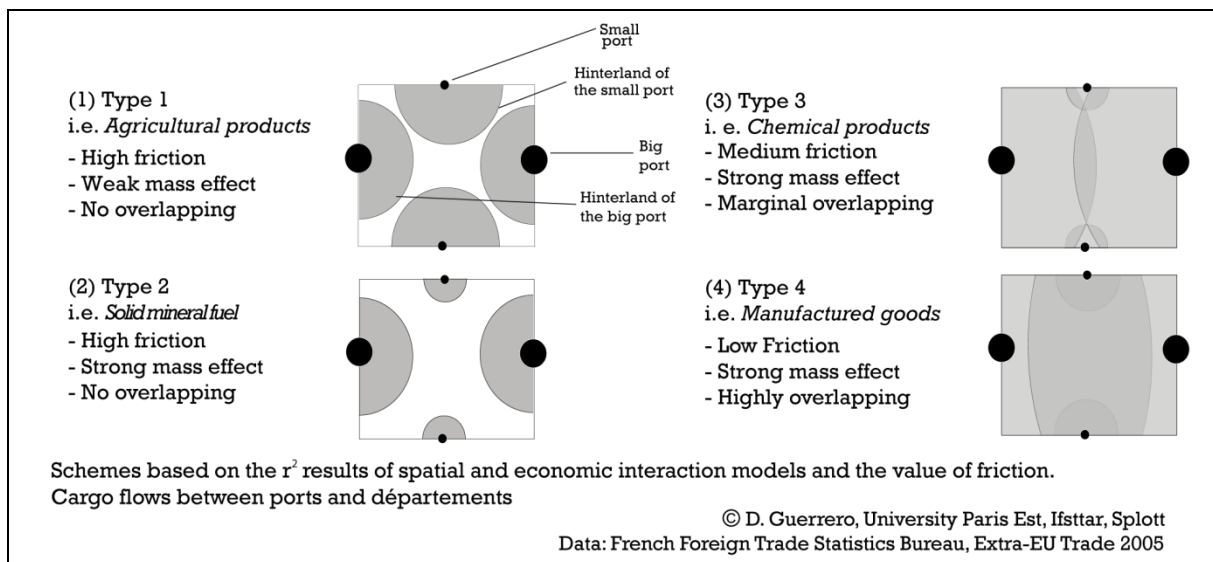 Small
port
Hinterland of
the small port
(1) Type 1
i.e. Agricultural products
- High friction
- Weak mass effect
- No overlapping
Big
port
Hinterland of
the big port
(2) Type 2
i.e. Solid mineral fuel
- High friction
- Strong mass effect
- No overlapping
(3) Type 3
i. e. Chemical products
- Medium friction
- Strong mass effect
- Marginal overlapping
(4) Type 4
i.e. Manufactured goods
- Low Friction
- Strong mass effect
- Highly overlapping
Schemes based on the r² results of spatial and economic interaction models and the value of friction.
Cargo flows between ports and départements
© D. Guerrero, University Paris Est, Ifsttar, Splott
Data: French Foreign Trade Statistics Bureau, Extra-EU Trade 2005